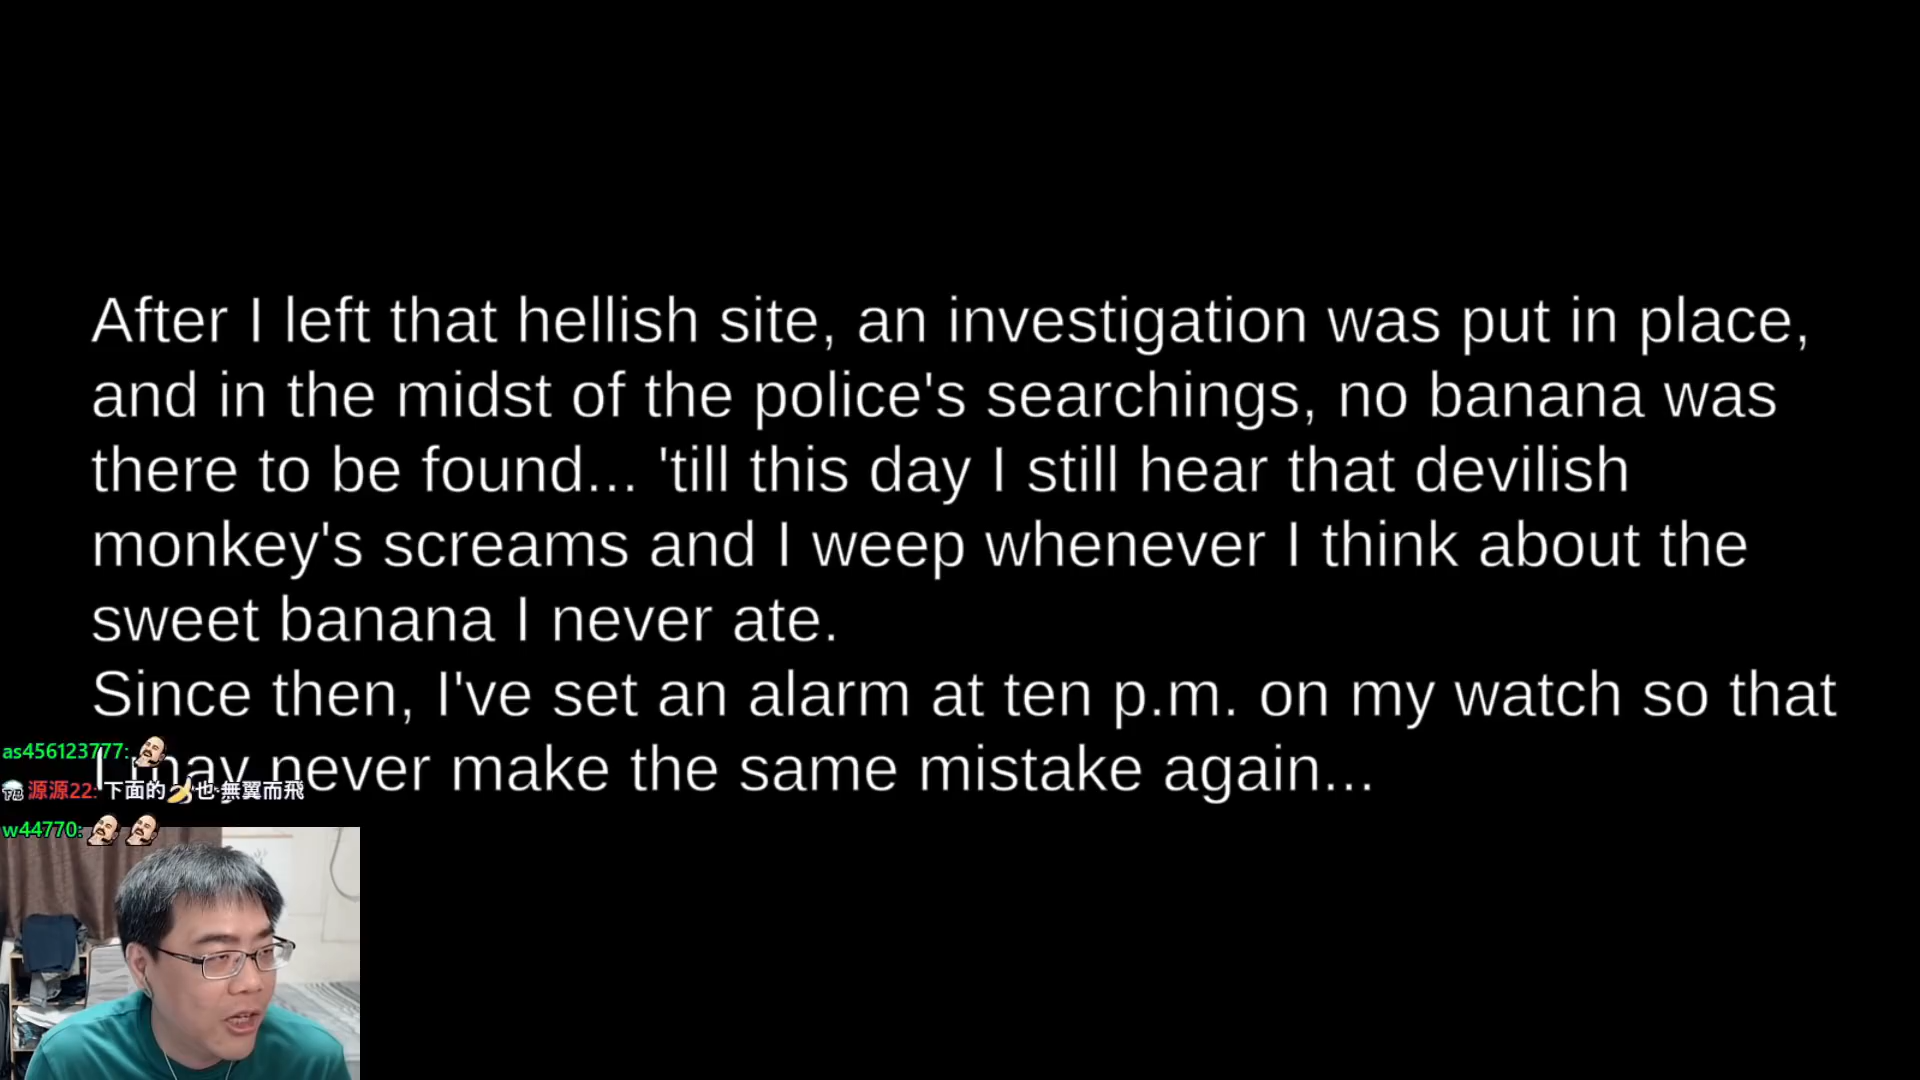 After I left that hellish site, an investigation was put in place,
and in the midst of the police's searchings, no banana was
there to be found... 'till this day I still hear that devilish
monkey's screams and I weep whenever I think about the
sweet banana I never ate.
Since then, I've set an alarm at ten p.m. on my watch so that
I may never make the same mistake again...
as456123777:
源源22: 下面的🍌也 無翼而飛
w44770: